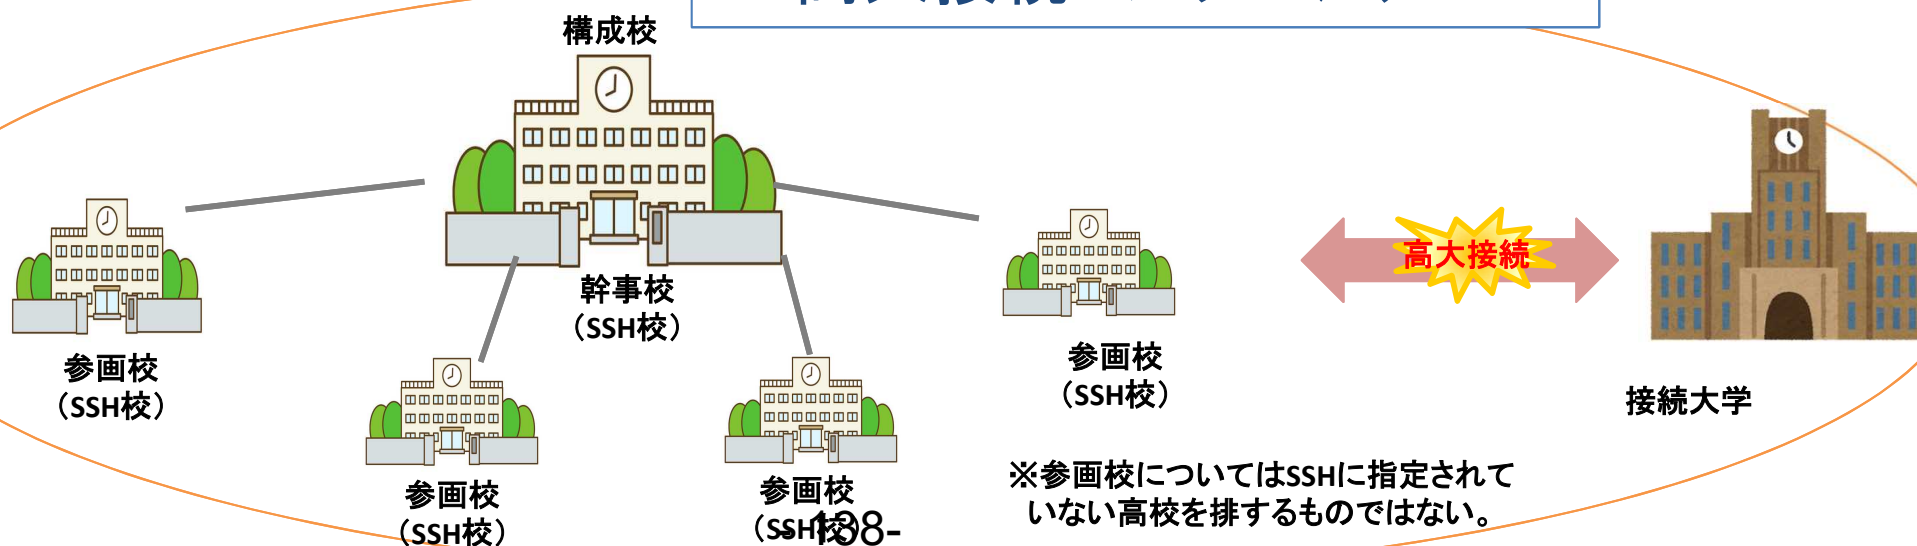 構成校
幹事校
（SSH校）
参画校
（SSH校）
参画校
（SSH校）
参画校
（SSH校）
参画校
（SSH校）
高大接続
接続大学
※参画校についてはSSHに指定されて
いない高校を排するものではない。
-138-